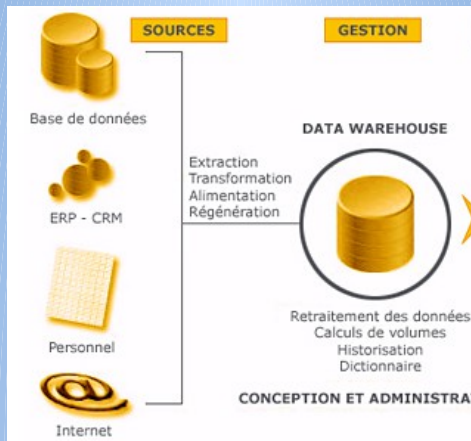 SOURCES
GESTION
Base de données
ERP - CRM
Personnel
Internet
Extraction
Transformation
Alimentation
Régénération
DATA WAREHOUSE
Retraitement des données
Calculs de volumes
Historisation
Dictionnaire
CONCEPTION ET ADMINISTRA